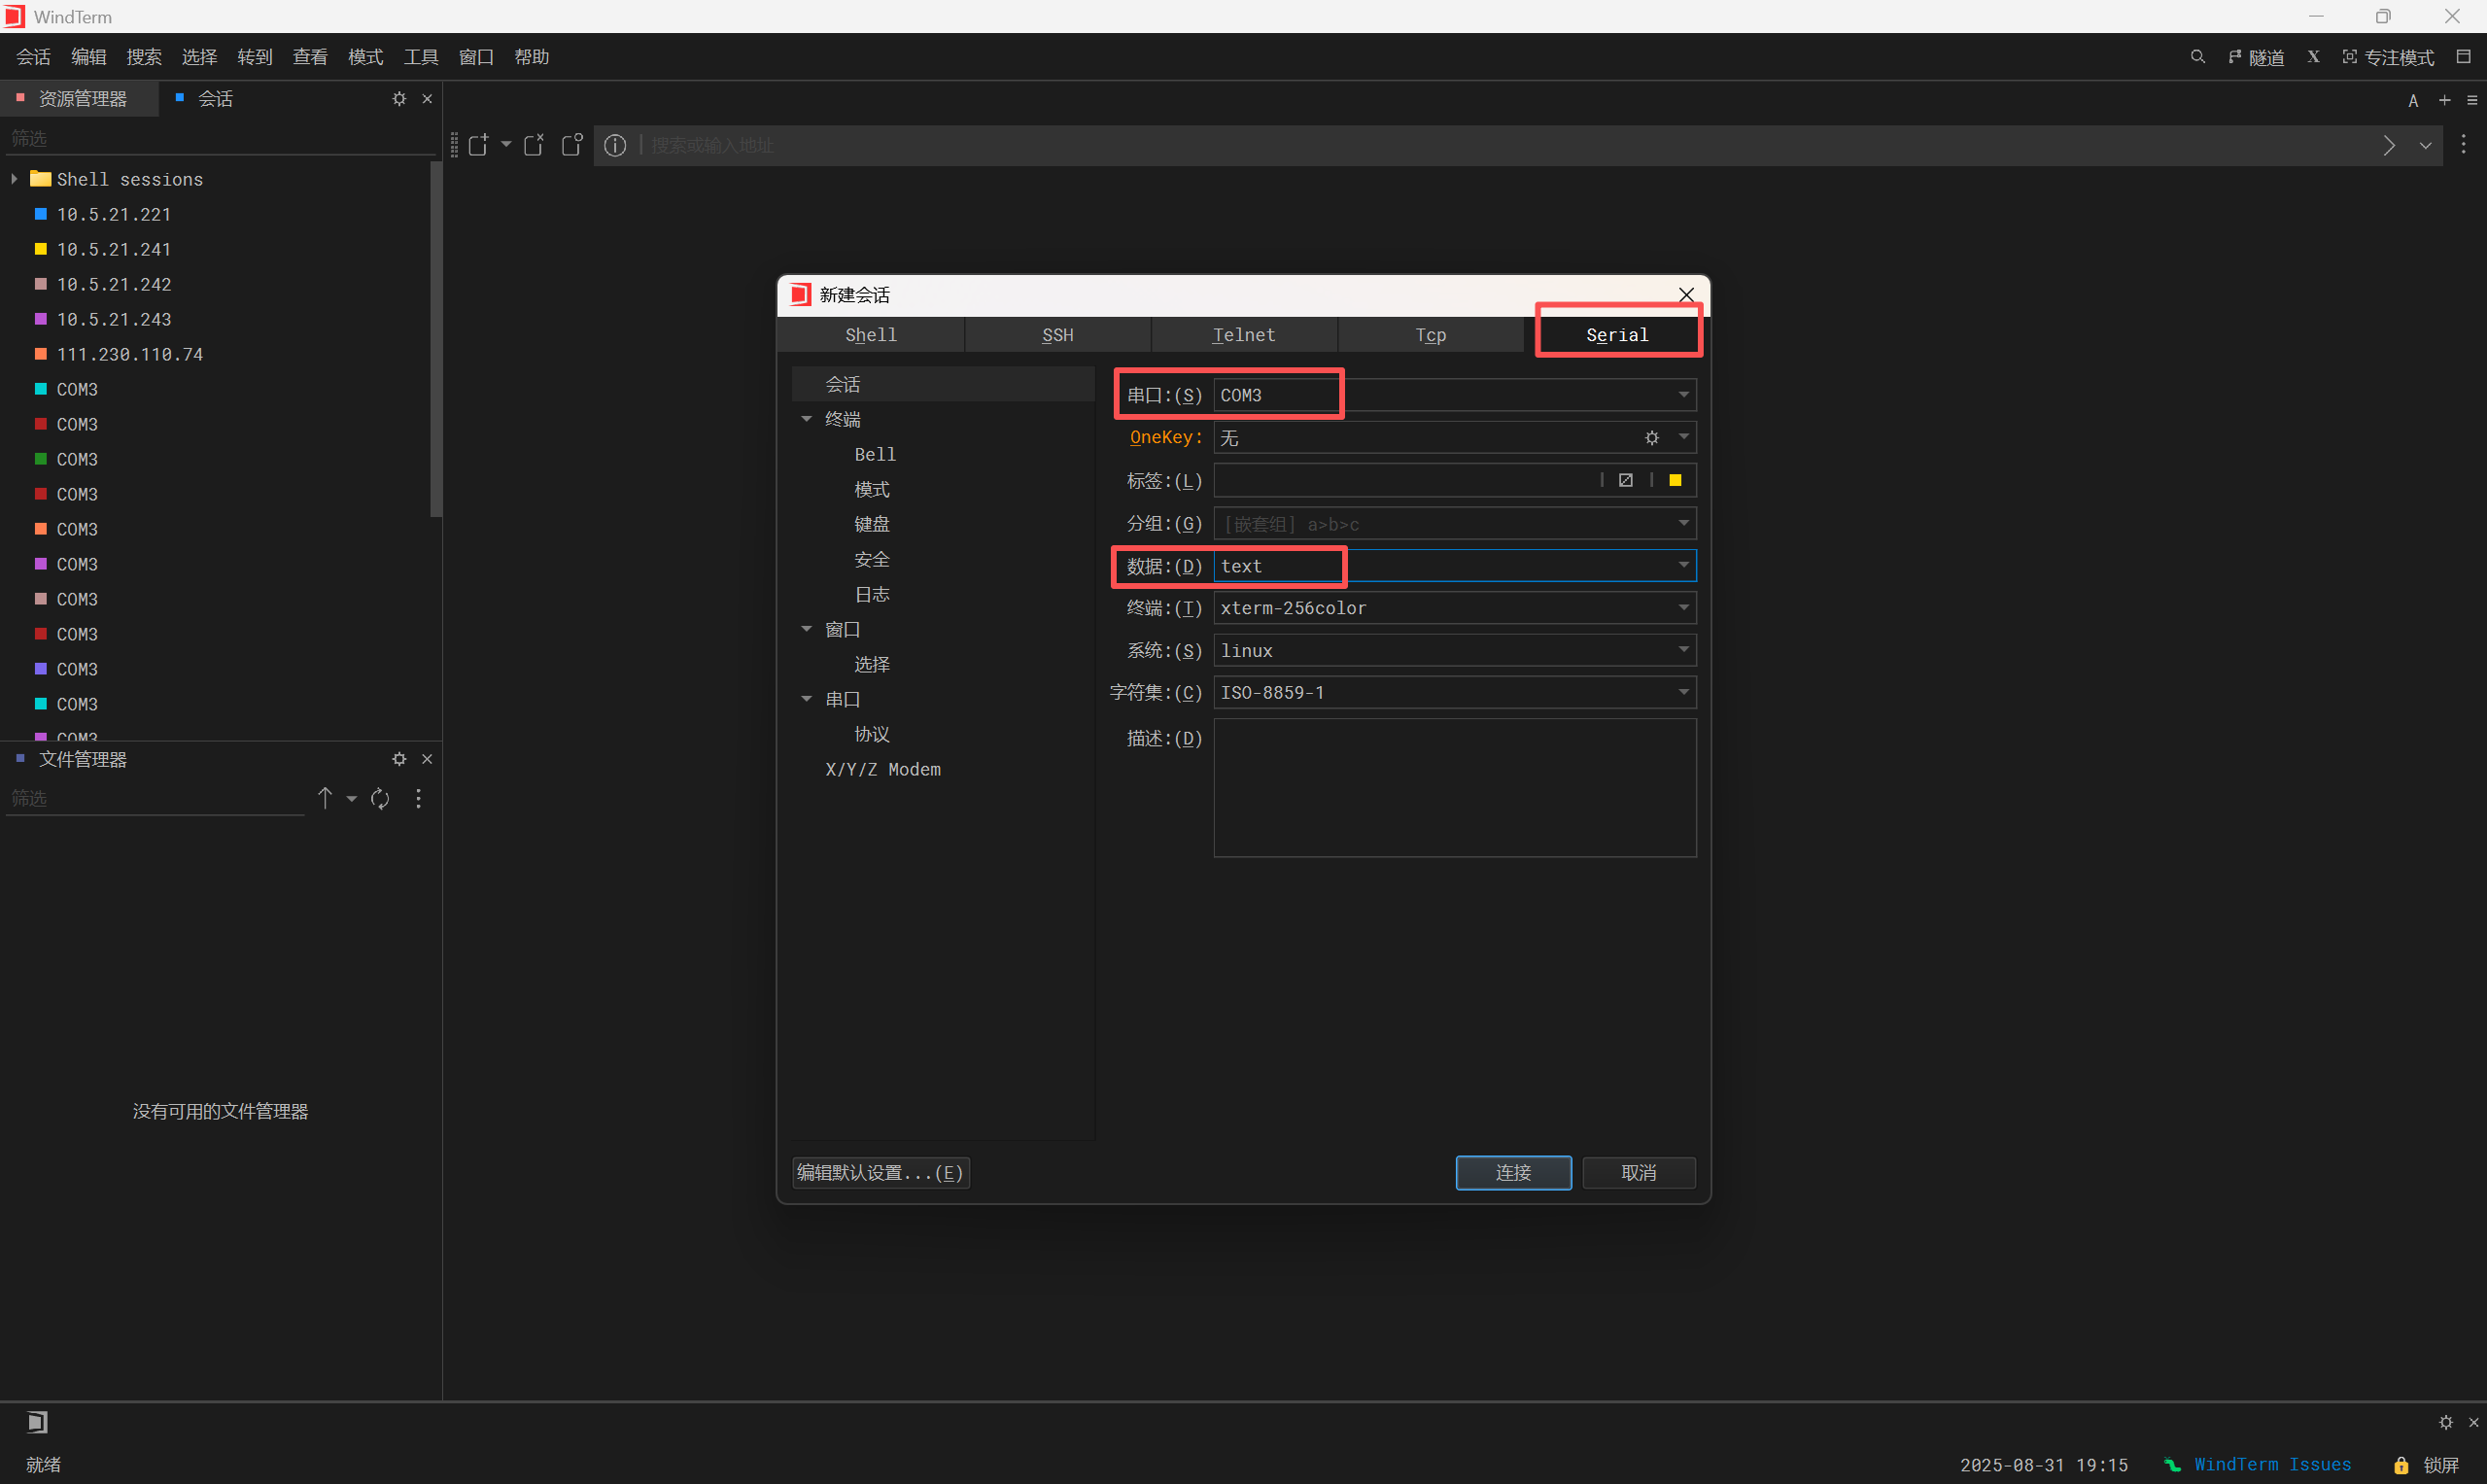 WindTerm
会话 编辑 搜索 选择 转到 查看 模式 工具 窗口 帮助 隧道 X 专注模式
资源管理器 会话 A
筛选
搜索或输入地址
Shell sessions
10.5.21.221
10.5.21.241
10.5.21.242
10.5.21.243
111.230.110.74
COM3
COM3
COM3
COM3
COM3
COM3
COM3
COM3
COM3
COM3
COM3
文件管理器
筛选
没有可用的文件管理器
新建会话
Shell SSH Telnet Tcp Serial
会话
终端
Bell
模式
键盘
安全
日志
窗口
选择
串口
协议
X/Y/Z Modem
串口:(S) COM3
OneKey: 无
标签:(L)
分组:(G) [嵌套组] a>b>c
数据:(D) text
终端:(T) xterm-256color
系统:(S) linux
字符集:(C) ISO-8859-1
描述:(D)
编辑默认设置...(E) 连接 取消
就绪 2025-08-31 19:15 WindTerm Issues 锁屏